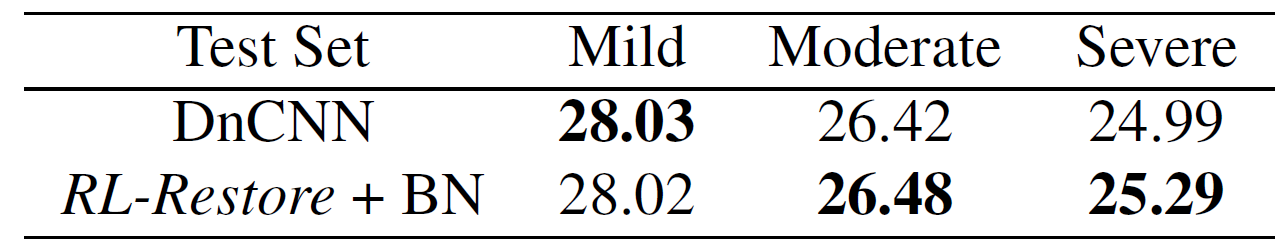 Test Set Mild Moderate Severe
DnCNN 28.03 26.42 24.99
RL-Restore + BN 28.02 26.48 25.29